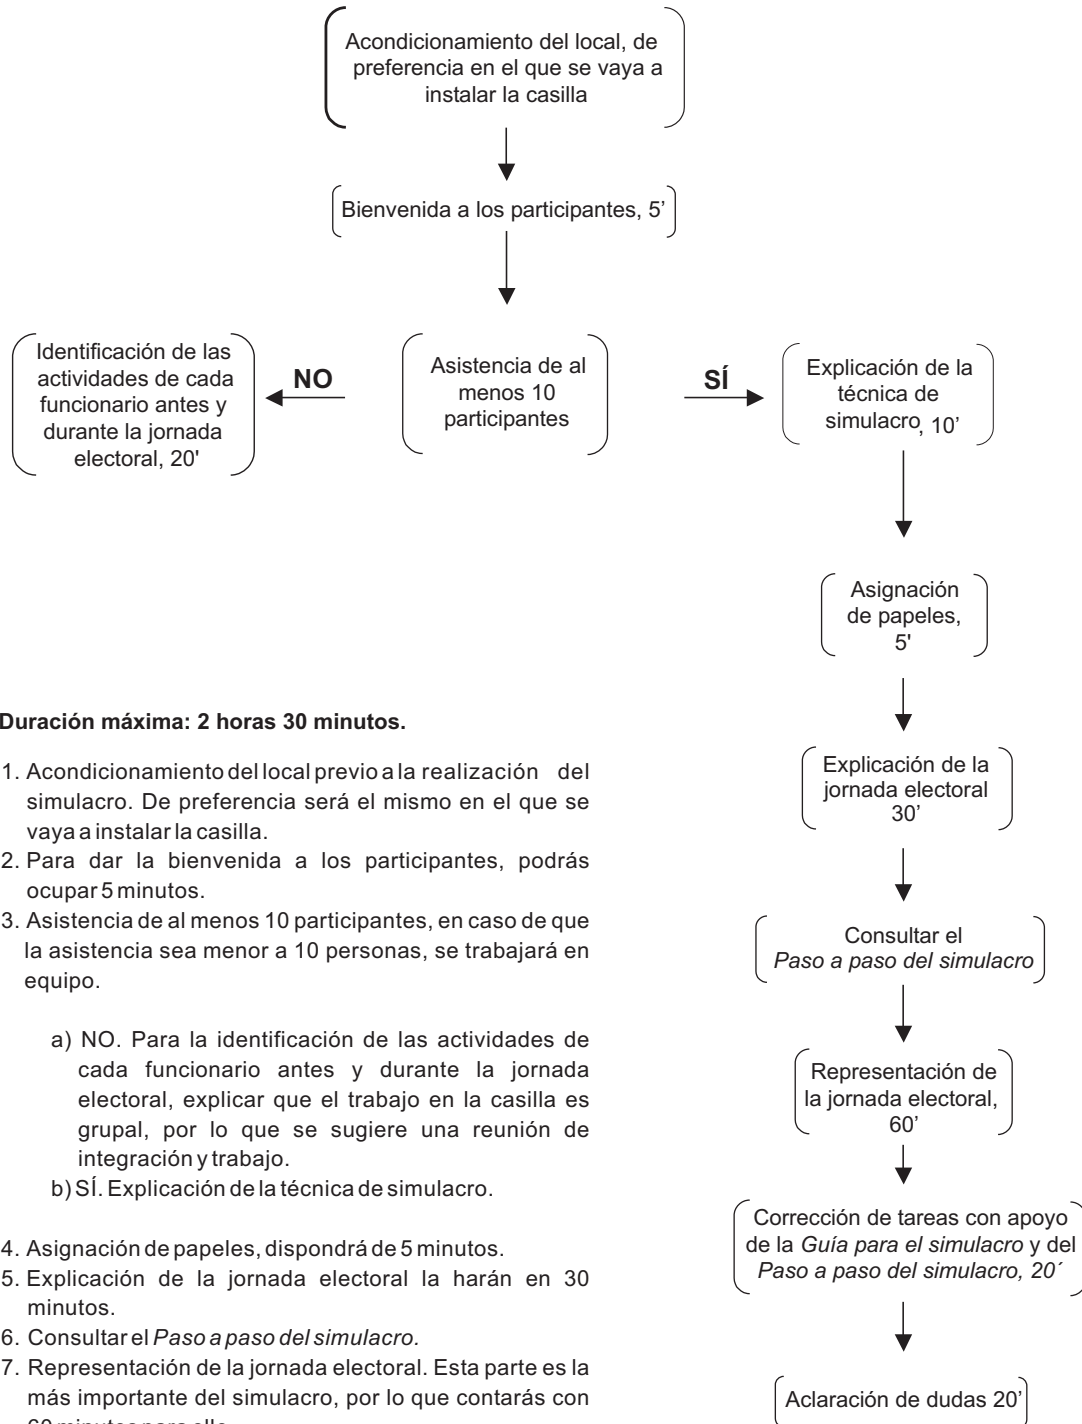 Acondicionamiento del local, de
preferencia en el que se vaya a
instalar la casilla
Bienvenida a los participantes, 5’
Identificación de las
actividades de cada
funcionario antes y
durante la jornada
electoral, 20'
NO
Asistencia de al
menos 10
participantes
SÍ
Explicación de la
técnica de
simulacro, 10’
Asignación
de papeles,
5'
Explicación de la
jornada electoral
30’
Consultar el
Paso a paso del simulacro
Representación de
la jornada electoral,
60’
Corrección de tareas con apoyo
de la Guía para el simulacro y del
Paso a paso del simulacro, 20´
Aclaración de dudas 20’
Duración máxima: 2 horas 30 minutos.
1. Acondicionamiento del local previo a la realización del
simulacro. De preferencia será el mismo en el que se
vaya a instalar la casilla.
2. Para dar la bienvenida a los participantes, podrás
ocupar 5 minutos.
3. Asistencia de al menos 10 participantes, en caso de que
la asistencia sea menor a 10 personas, se trabajará en
equipo.
a) NO. Para la identificación de las actividades de
cada funcionario antes y durante la jornada
electoral, explicar que el trabajo en la casilla es
grupal, por lo que se sugiere una reunión de
integración y trabajo.
b) SÍ. Explicación de la técnica de simulacro.
4. Asignación de papeles, dispondrá de 5 minutos.
5. Explicación de la jornada electoral la harán en 30
minutos.
6. Consultar el Paso a paso del simulacro.
7. Representación de la jornada electoral. Esta parte es la
más importante del simulacro, por lo que contarás con
60 minutos para ello.